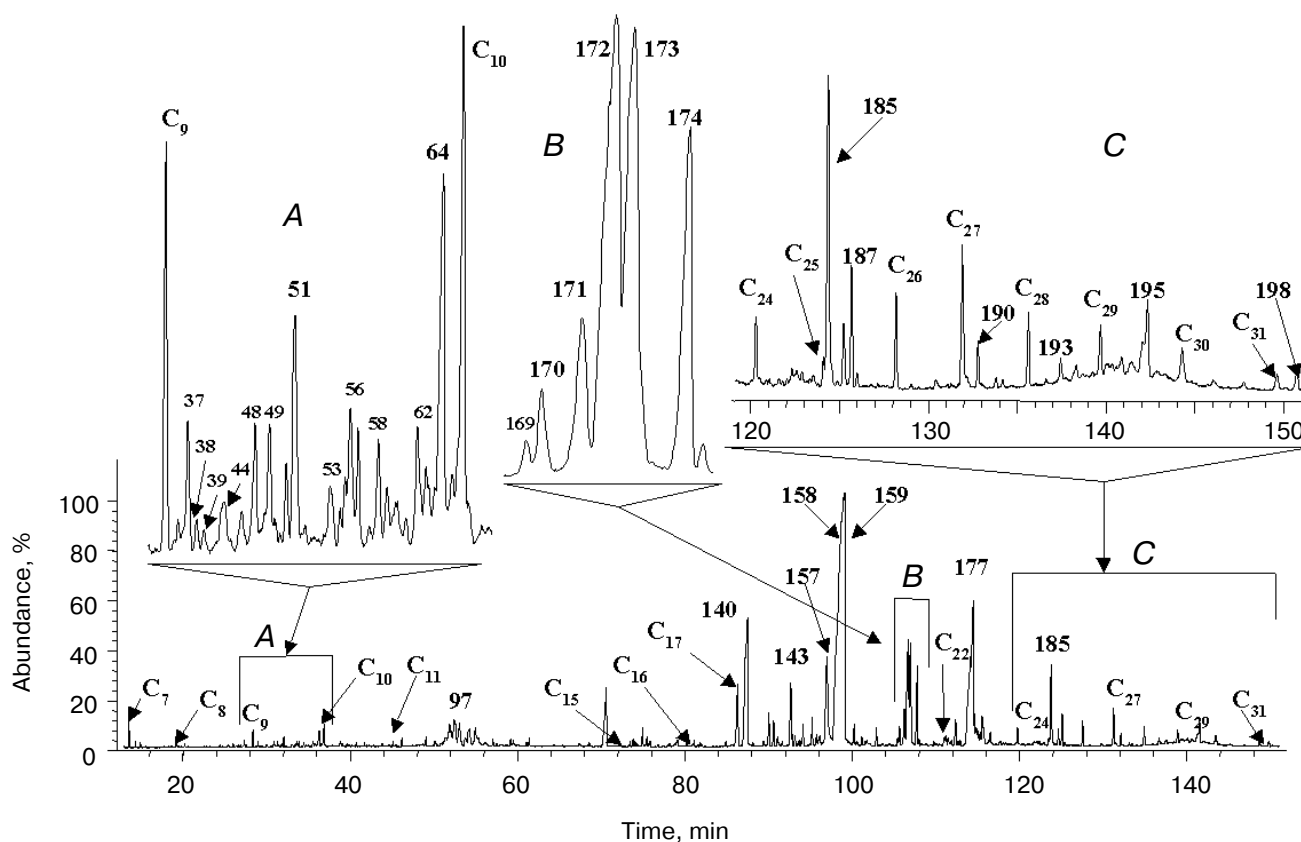 C10
172
173
C9
185
B
C
174
64
A
C27
51
C25
187
C26
171
C24
190
C28
C29
195
C31
198
37
48
49
56
58
62
170
193
C30
38
39
44
53
169
120
130
140
150
100
80
60
40
20
0
Abundance, %
158
159
157
B
177
C
140
A
C17
143
C22
185
C7
C8
C9
C10
C11
97
C15
C16
C24
C27
C29
C31
20
40
60
80
100
120
140
Time, min